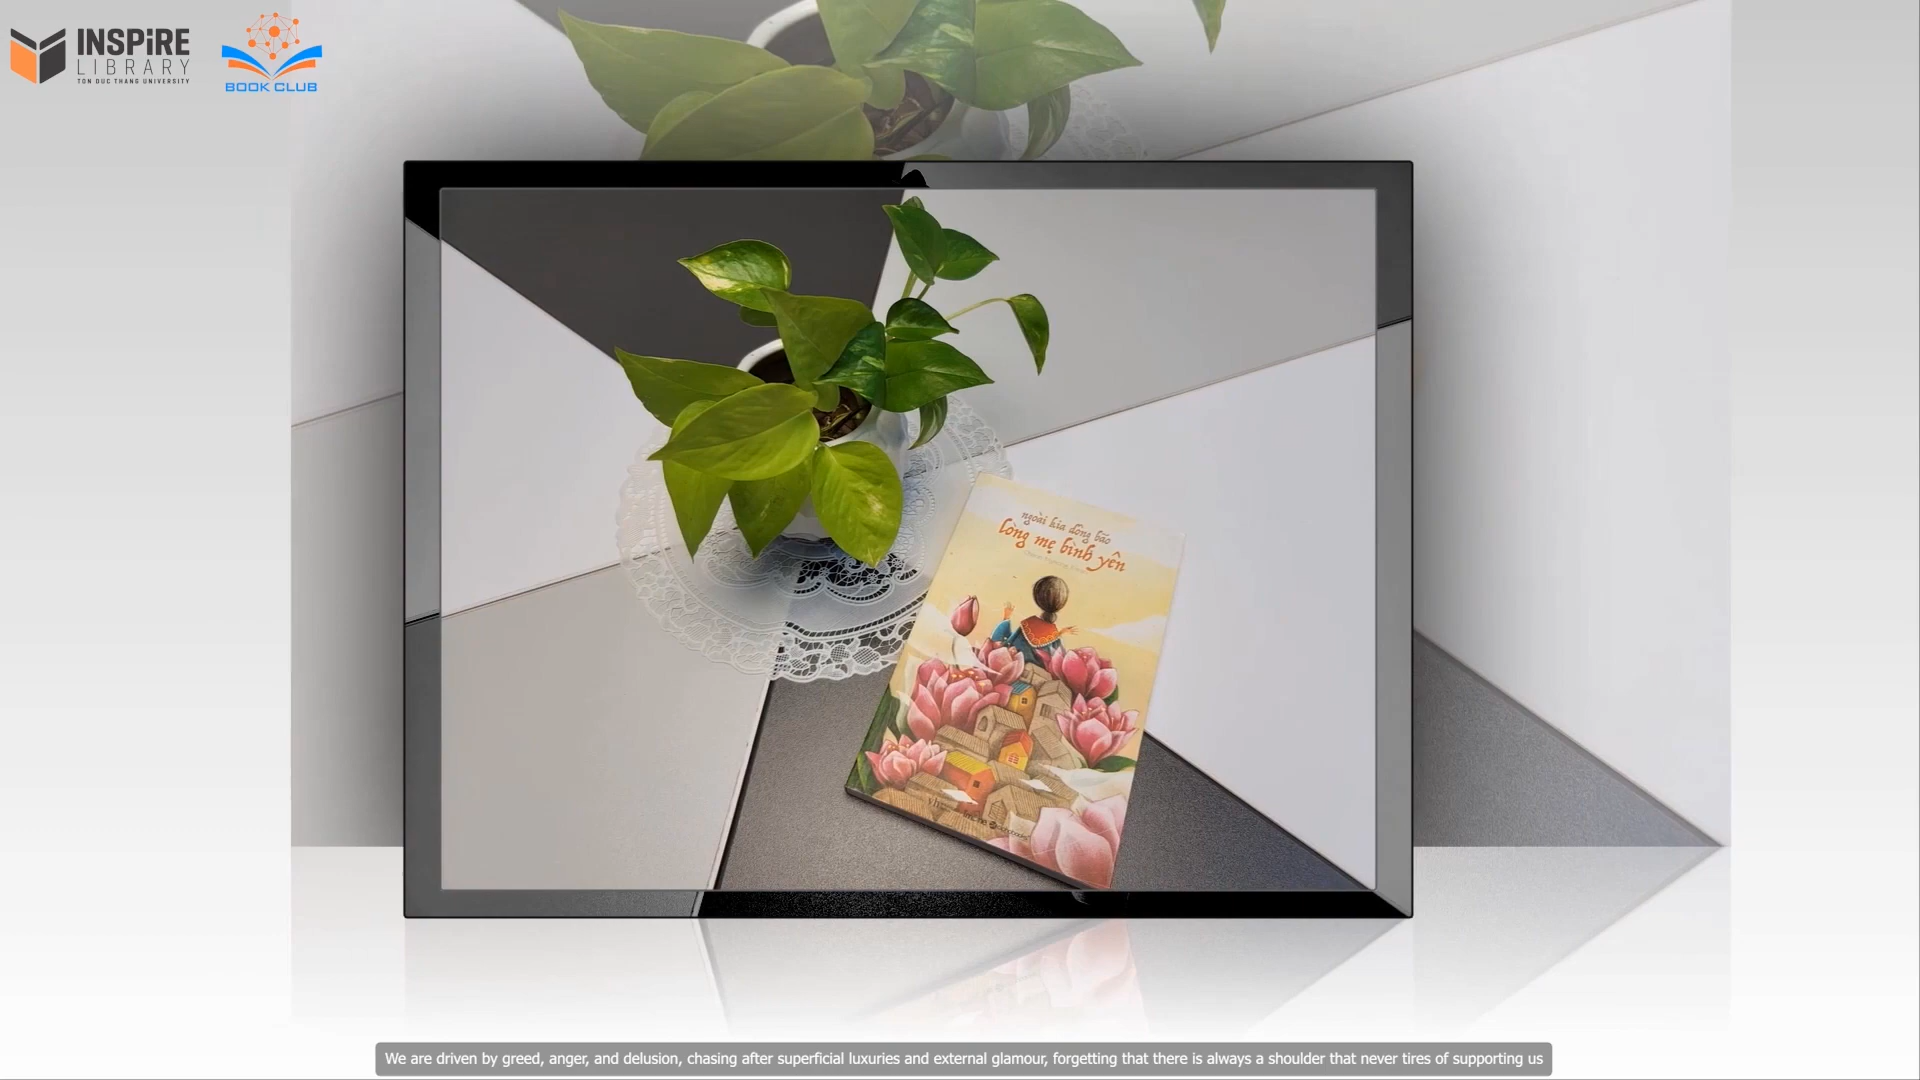 INSPiRE
LIBRARY
TON DUC THANG UNIVERSITY
BOOK CLUB
ngoài kia dông bão
lòng mẹ bình yên
We are driven by greed, anger, and delusion, chasing after superficial luxuries and external glamour, forgetting that there is always a shoulder that never tires of supporting us